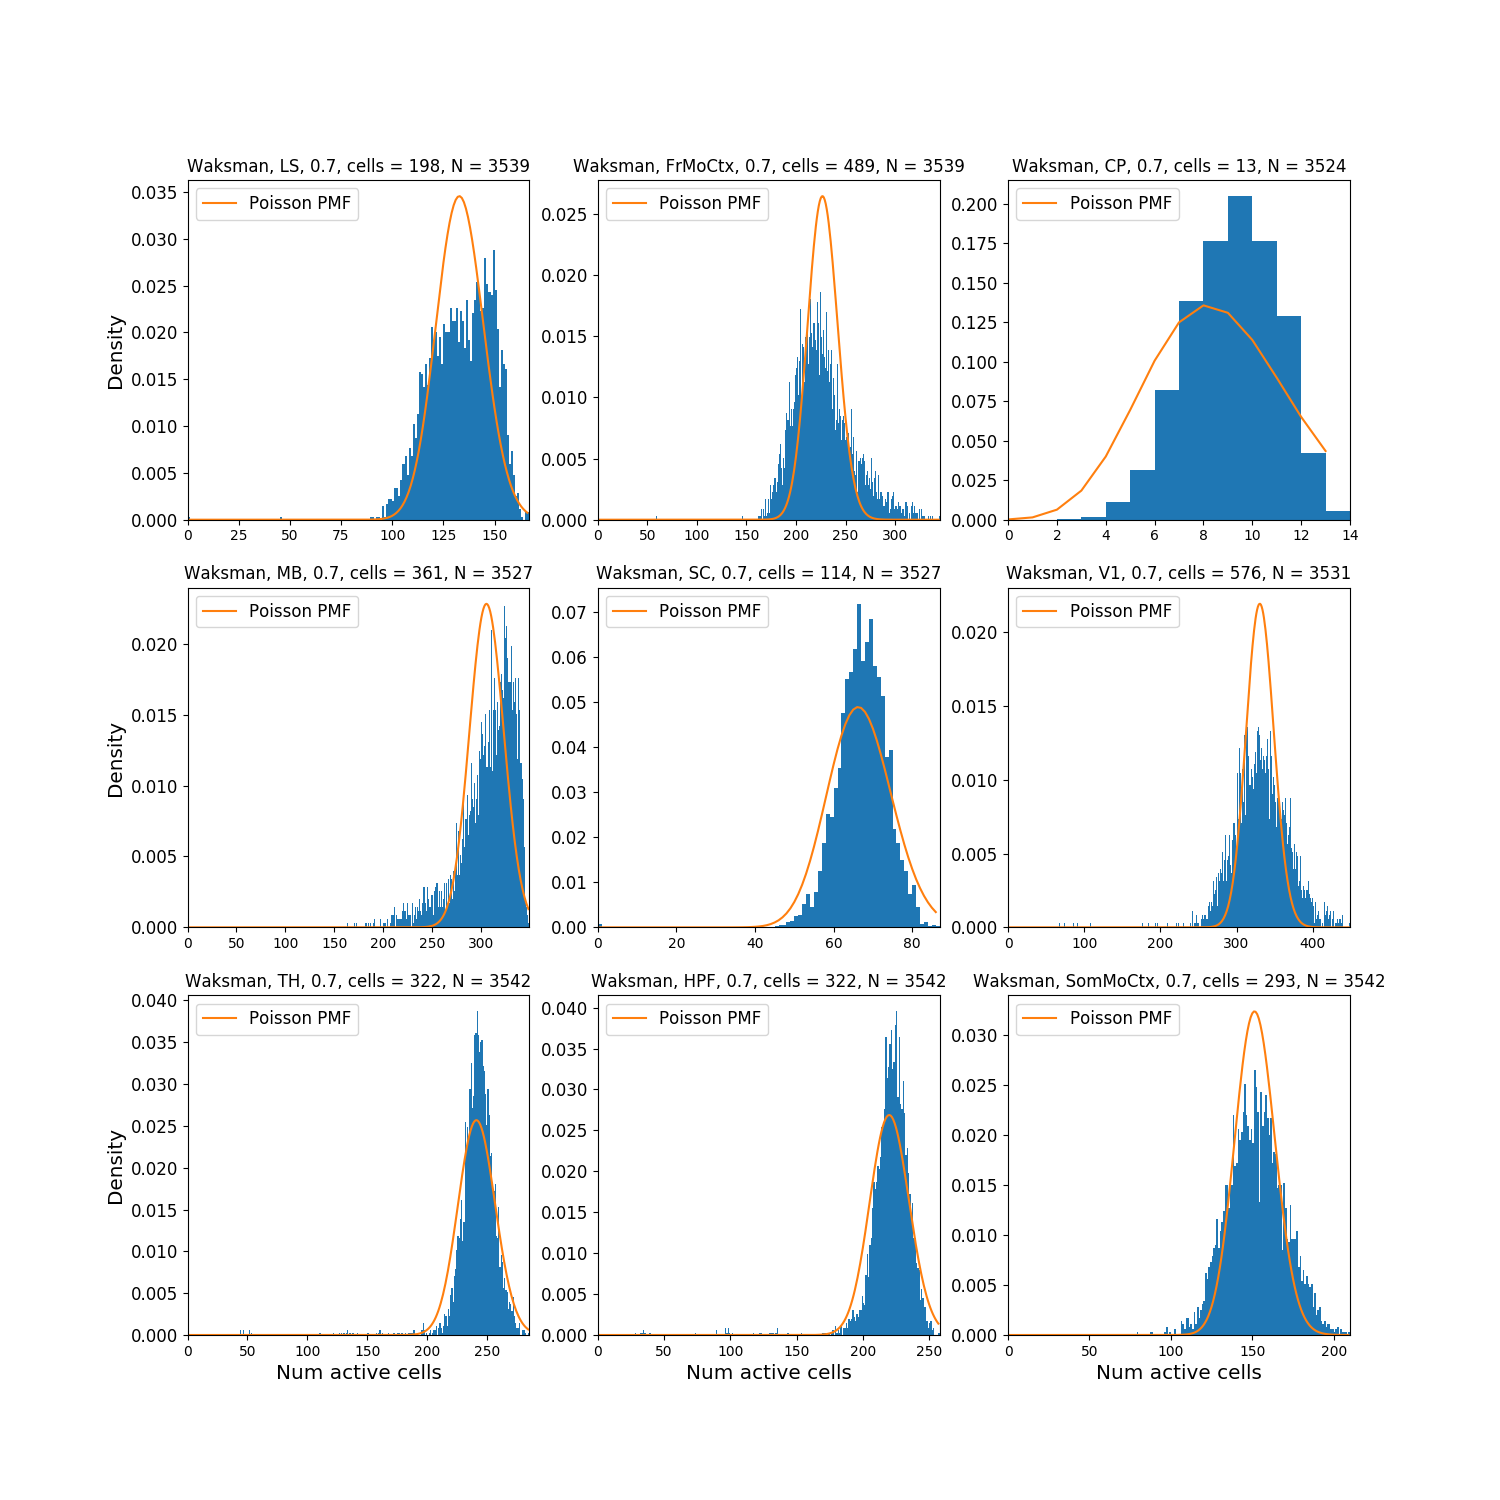 Waksman, LS, 0.7, cells = 198, N = 3539
Waksman, FrMoCtx, 0.7, cells = 489, N = 3539
Waksman, CP, 0.7, cells = 13, N = 3524
Poisson PMF
Poisson PMF
Poisson PMF
Density
0.035
0.030
0.025
0.020
0.015
0.010
0.005
0.000
0 25 50 75 100 125 150
0.025
0.020
0.015
0.010
0.005
0.000
0 50 100 150 200 250 300
0.200
0.175
0.150
0.125
0.100
0.075
0.050
0.025
0.000
0 2 4 6 8 10 12 14
Waksman, MB, 0.7, cells = 361, N = 3527
Waksman, SC, 0.7, cells = 114, N = 3527
Waksman, V1, 0.7, cells = 576, N = 3531
Poisson PMF
Poisson PMF
Poisson PMF
Density
0.020
0.015
0.010
0.005
0.000
0 50 100 150 200 250 300
0.07
0.06
0.05
0.04
0.03
0.02
0.01
0.00
0 20 40 60 80
0.020
0.015
0.010
0.005
0.000
0 100 200 300 400
Waksman, TH, 0.7, cells = 322, N = 3542
Waksman, HPF, 0.7, cells = 322, N = 3542
Waksman, SomMoCtx, 0.7, cells = 293, N = 3542
Poisson PMF
Poisson PMF
Poisson PMF
Density
0.040
0.035
0.030
0.025
0.020
0.015
0.010
0.005
0.000
0 50 100 150 200 250
Num active cells
0.040
0.035
0.030
0.025
0.020
0.015
0.010
0.005
0.000
0 50 100 150 200 250
Num active cells
0.030
0.025
0.020
0.015
0.010
0.005
0.000
0 50 100 150 200
Num active cells